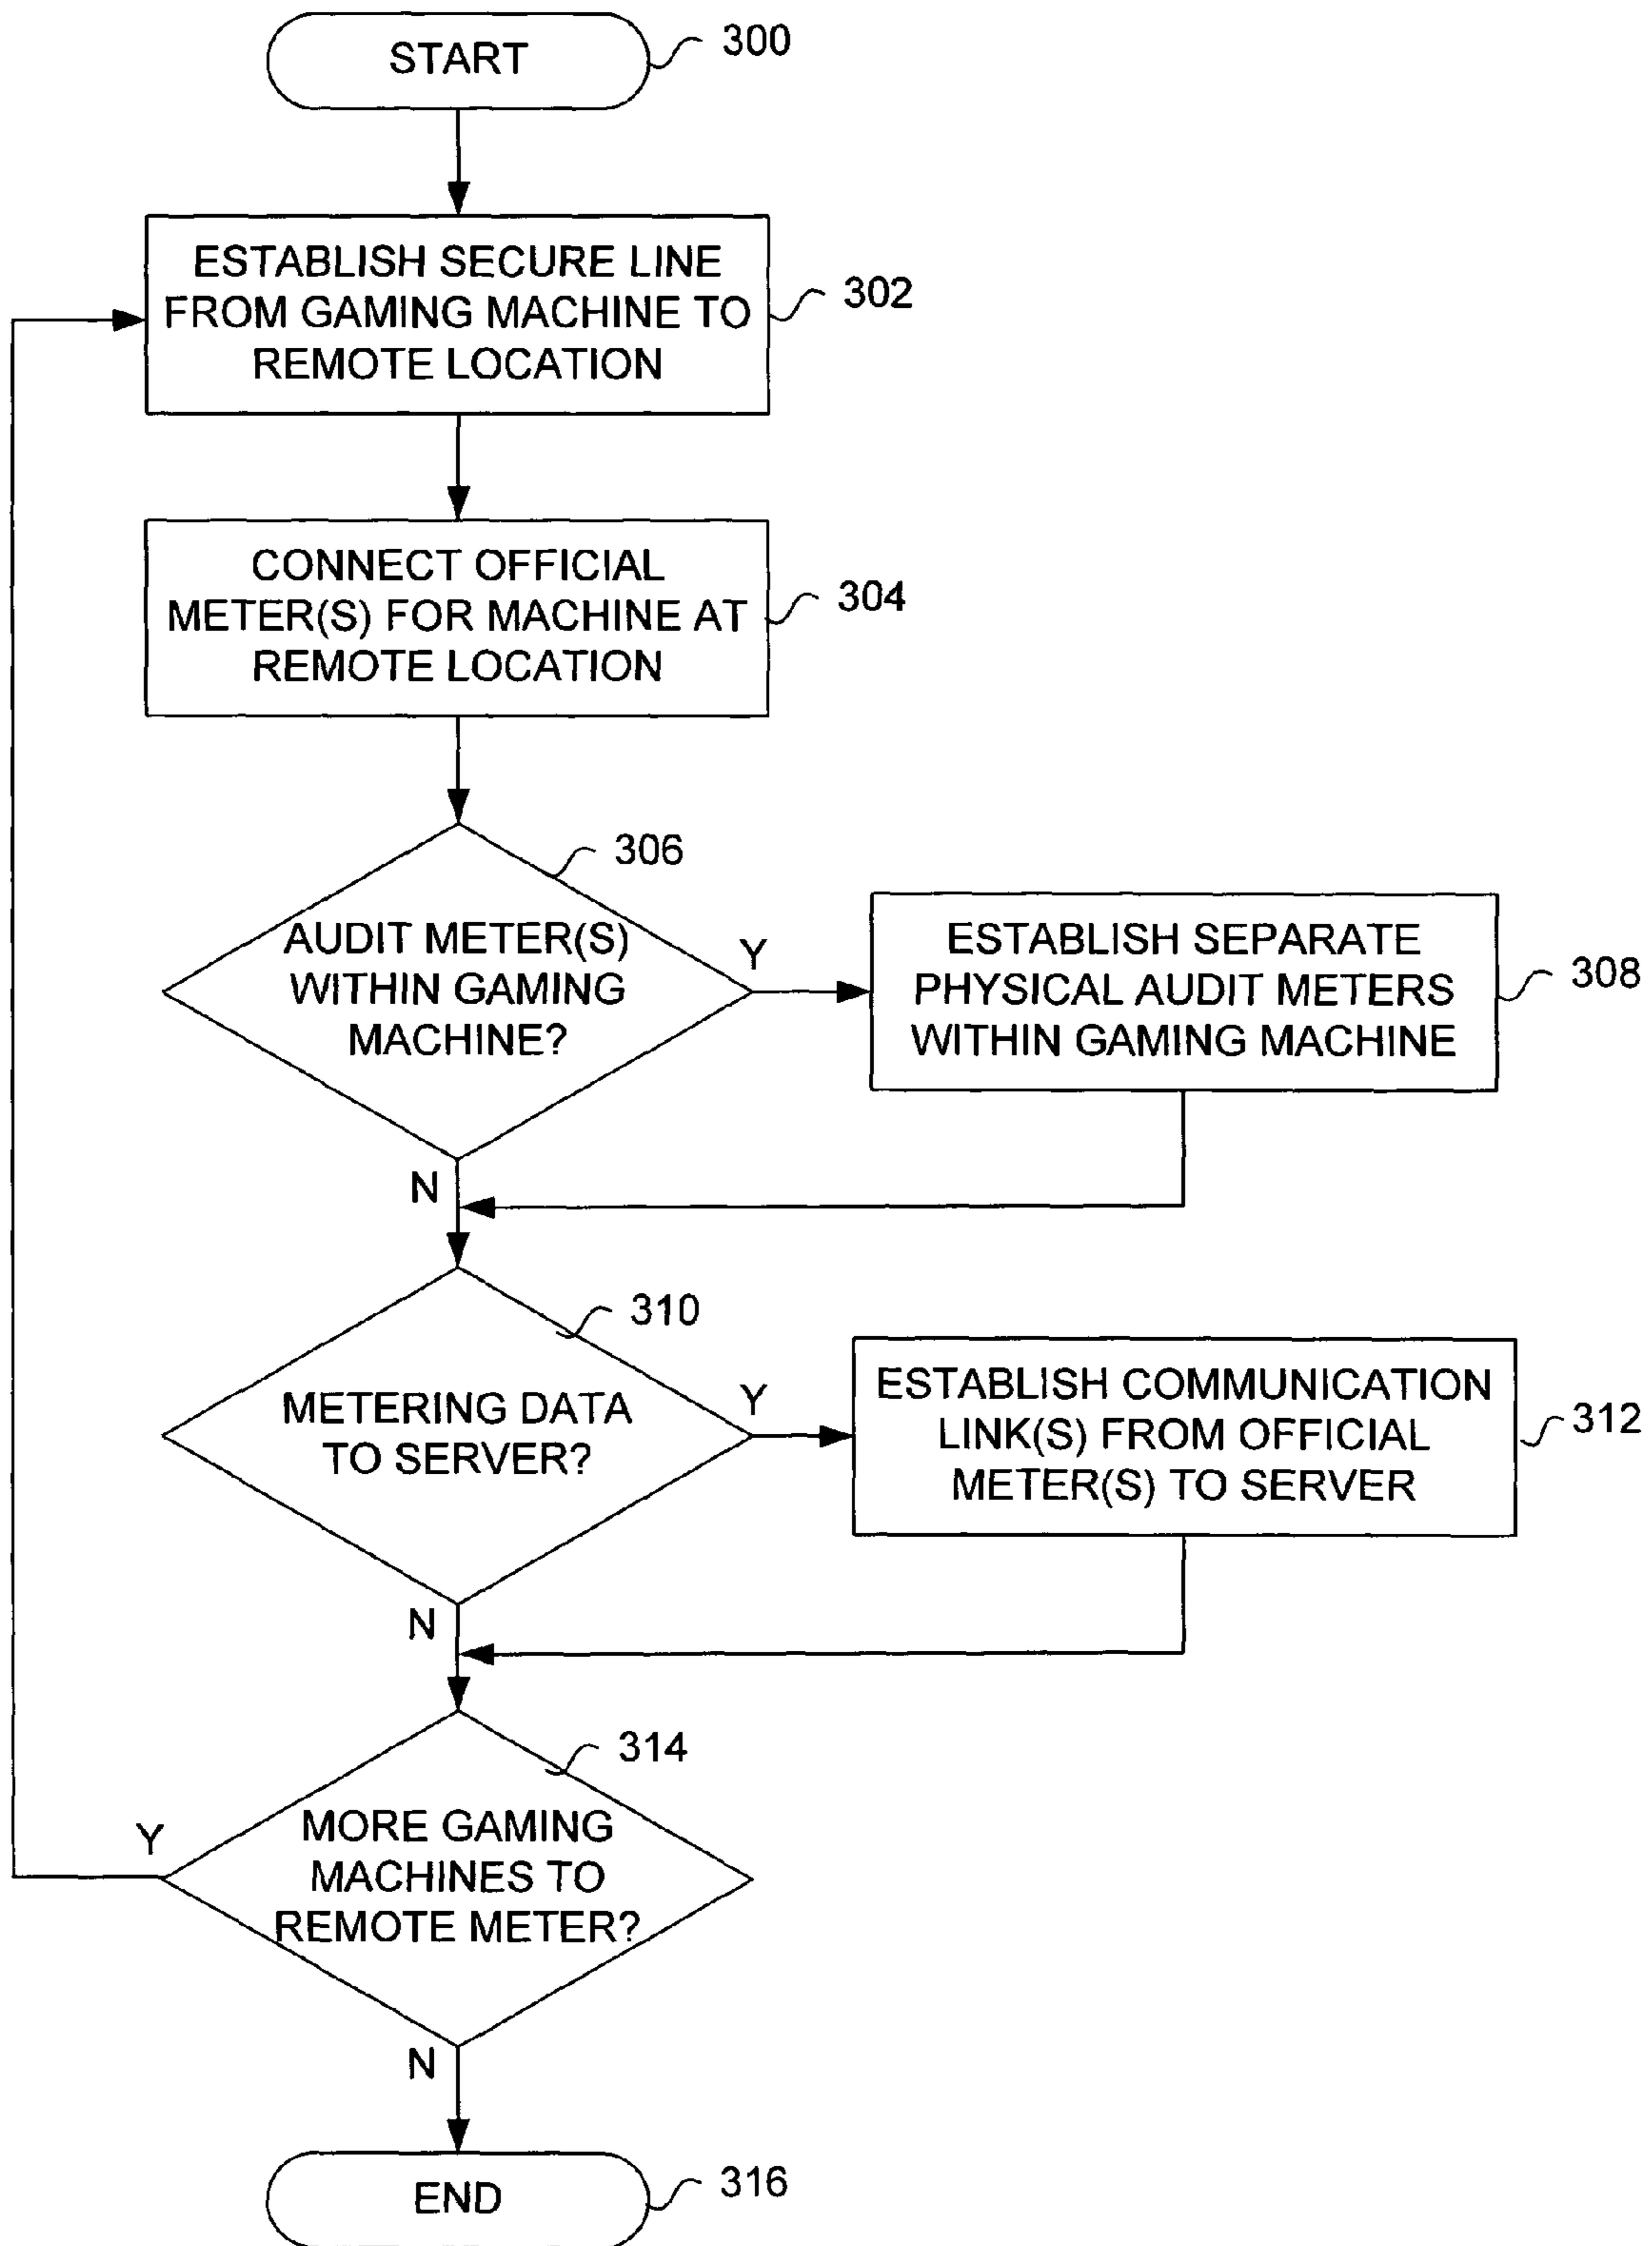 START
300
ESTABLISH SECURE LINE
FROM GAMING MACHINE TO
REMOTE LOCATION
302
CONNECT OFFICIAL
METER(S) FOR MACHINE AT
REMOTE LOCATION
304
306
AUDIT METER(S)
WITHIN GAMING
MACHINE?
Y
ESTABLISH SEPARATE
PHYSICAL AUDIT METERS
WITHIN GAMING MACHINE
308
N
310
METERING DATA
TO SERVER?
Y
ESTABLISH COMMUNICATION
LINK(S) FROM OFFICIAL
METER(S) TO SERVER
312
N
314
MORE GAMING
MACHINES TO
REMOTE METER?
Y
N
END
316